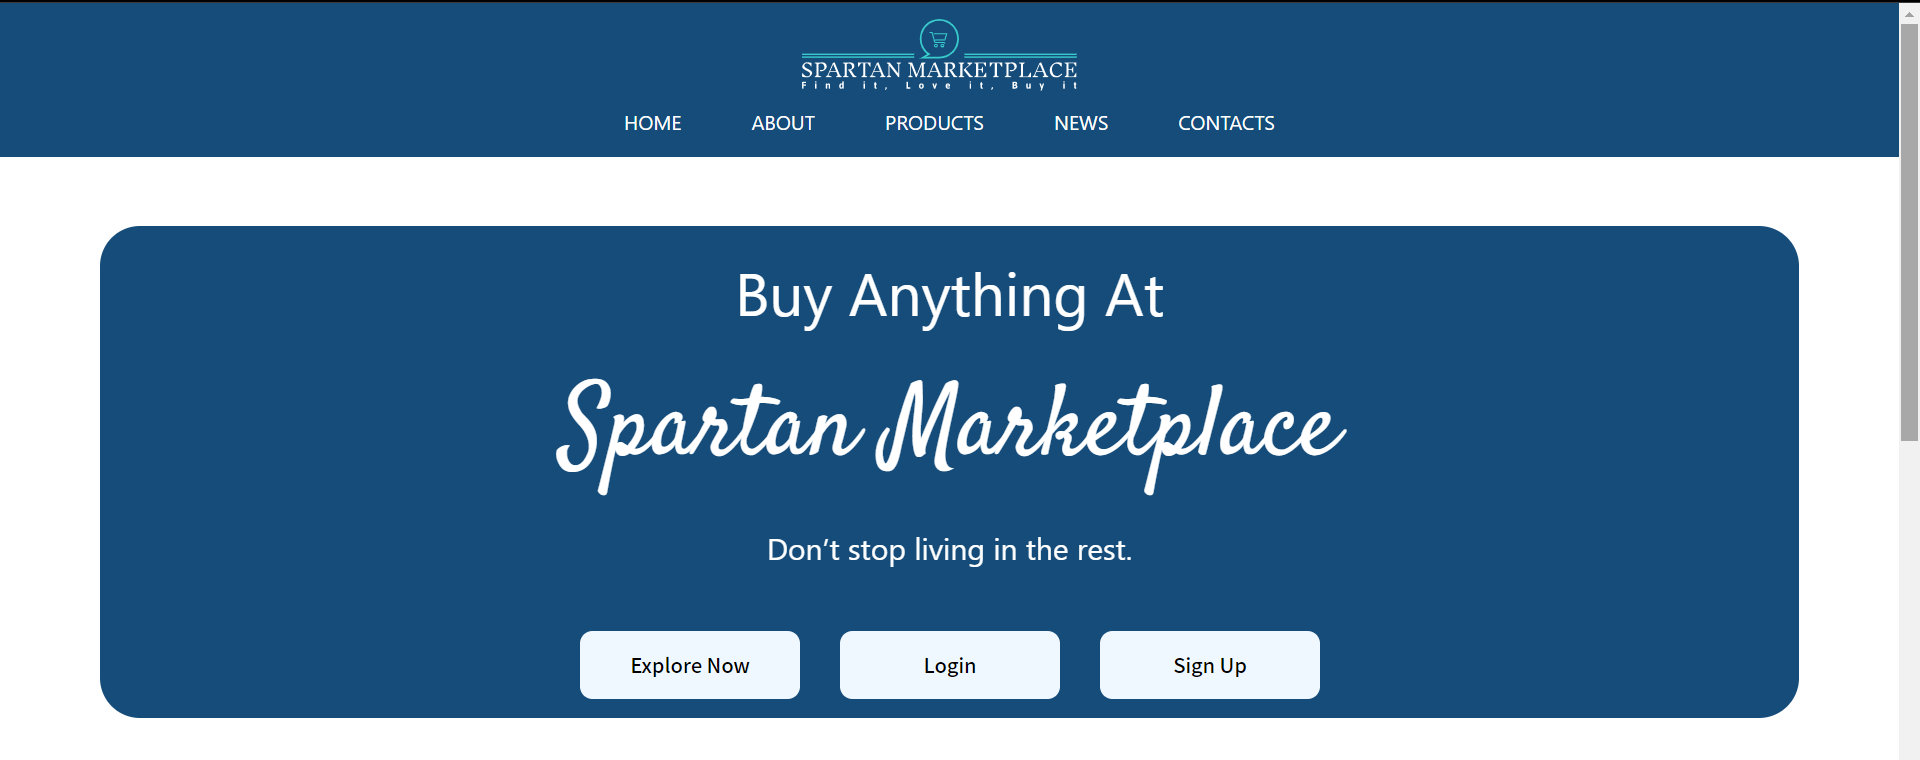 SPARTAN MARKETPLACE
Find it, Love it, Buy it
HOME ABOUT PRODUCTS NEWS CONTACTS
Buy Anything At
Spartan Marketplace
Don’t stop living in the rest.
Explore Now Login Sign Up